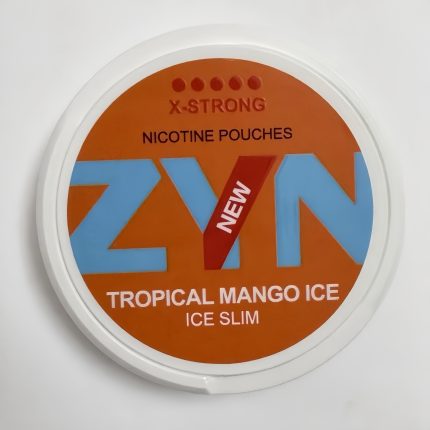 X-STRONG
NICOTINE POUCHES
ZYN
NEW
TROPICAL MANGO ICE
ICE SLIM